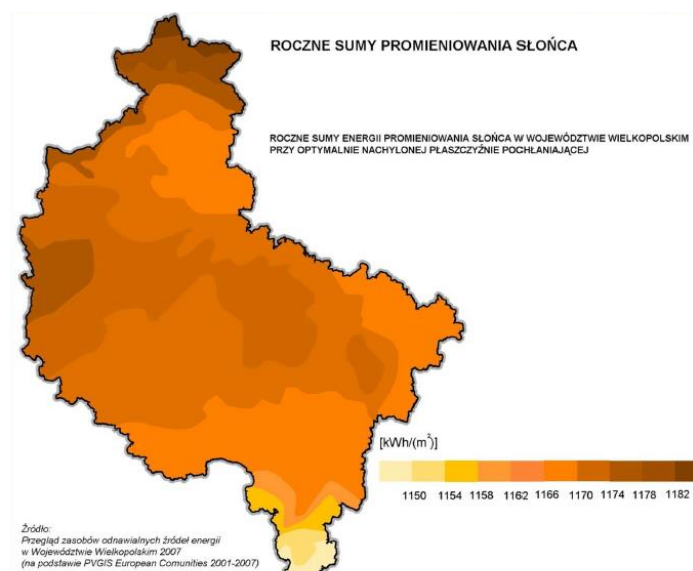 ROCZNE SUMY PROMIENIOWANIA SŁOŃCA
ROCZNE SUMY ENERGII PROMIENIOWANIA SŁOŃCA W WOJEWÓDZTWIE WIELKOPOLSKIM
PRZY OPTYMALNIE NACHYLONEJ PŁASZCZYŹNIE POCHŁANIAJĄCEJ
[kWh/(m²)]
1150 1154 1158 1162 1166 1170 1174 1178 1182
Źródło:
Przegląd zasobów odnawialnych źródeł energii
w Województwie Wielkopolskim 2007
(na podstawie PVGIS European Comunities 2001-2007)